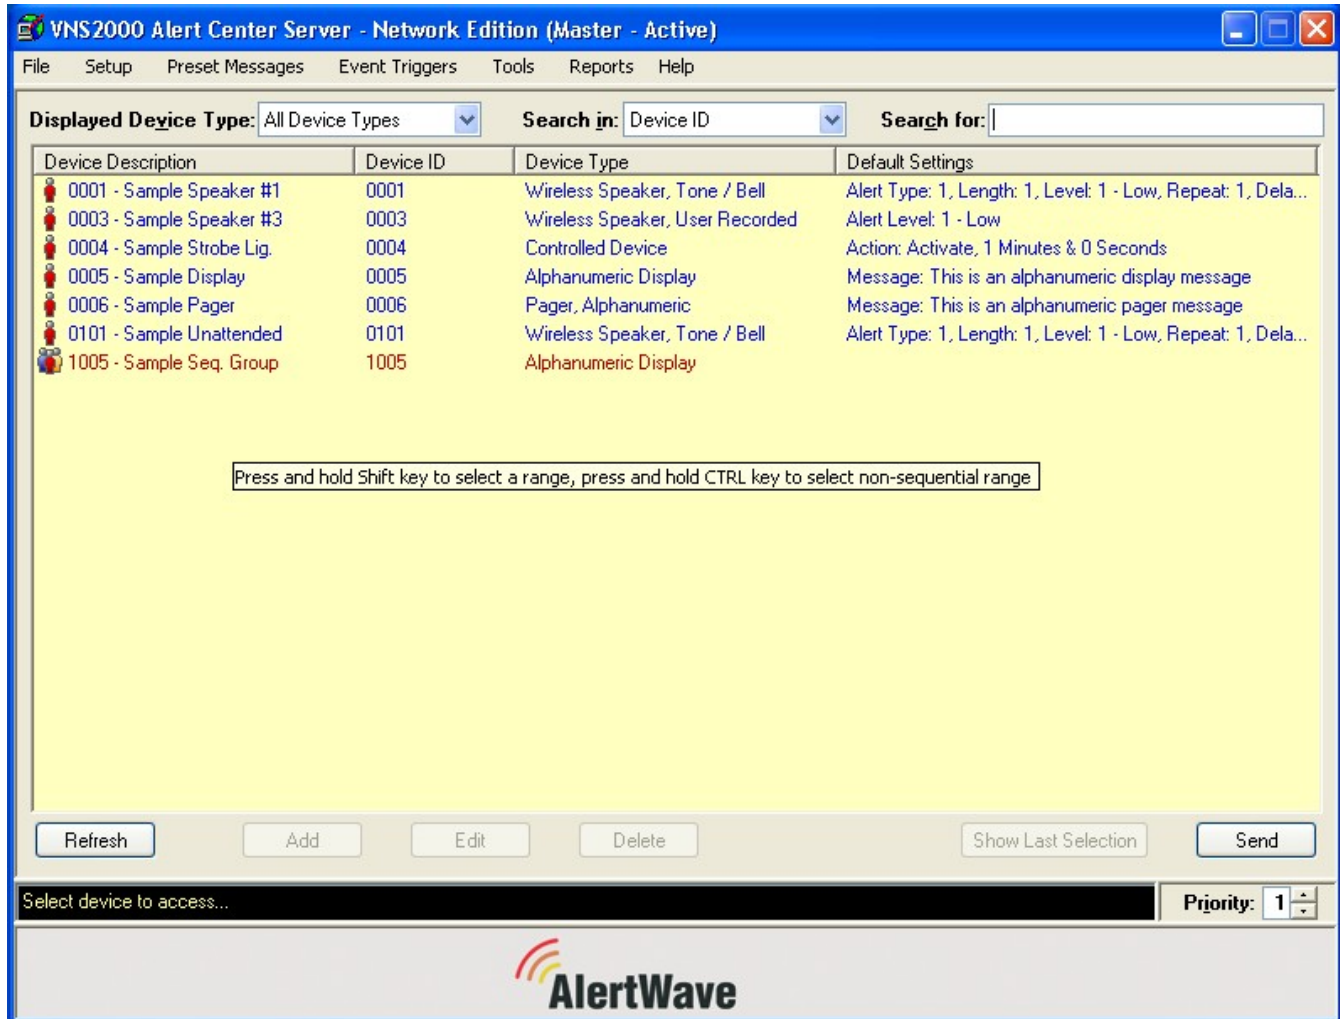 VNS2000 Alert Center Server - Network Edition (Master - Active)
File Setup Preset Messages Event Triggers Tools Reports Help
Displayed Device Type: All Device Types Search in: Device ID Search for:
Device Description Device ID Device Type Default Settings
0001 - Sample Speaker #1 0001 Wireless Speaker, Tone / Bell Alert Type: 1, Length: 1, Level: 1 - Low, Repeat: 1, Dela...
0003 - Sample Speaker #3 0003 Wireless Speaker, User Recorded Alert Level: 1 - Low
0004 - Sample Strobe Lig. 0004 Controlled Device Action: Activate, 1 Minutes & 0 Seconds
0005 - Sample Display 0005 Alphanumeric Display Message: This is an alphanumeric display message
0006 - Sample Pager 0006 Pager, Alphanumeric Message: This is an alphanumeric pager message
0101 - Sample Unattended 0101 Wireless Speaker, Tone / Bell Alert Type: 1, Length: 1, Level: 1 - Low, Repeat: 1, Dela...
1005 - Sample Seq. Group 1005 Alphanumeric Display
Press and hold Shift key to select a range, press and hold CTRL key to select non-sequential range
Refresh Add Edit Delete Show Last Selection Send
Select device to access... Priority: 1
AlertWave